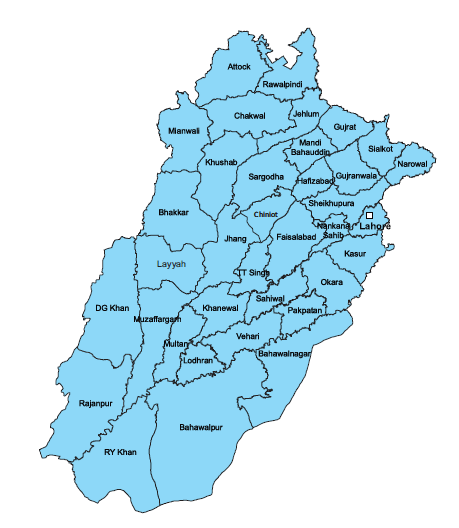 Attock
Rawalpindi
Chakwal
Jehlum
Mianwali
Gujrat
Mandi
Bahauddin
Sialkot
Narowal
Khushab
Sargodha
Hafizabad
Gujranwala
Sheikhupura
Bhakkar
Chiniot
Lahore
Nankana
Sahib
Jhang
Faisalabad
Kasur
Layyah
TT Singh
Okara
DG Khan
Muzaffargarh
Khanewal
Sahiwal
Pakpatan
Vehari
Multan
Lodhran
Bahawalnagar
Rajanpur
Bahawalpur
RY Khan